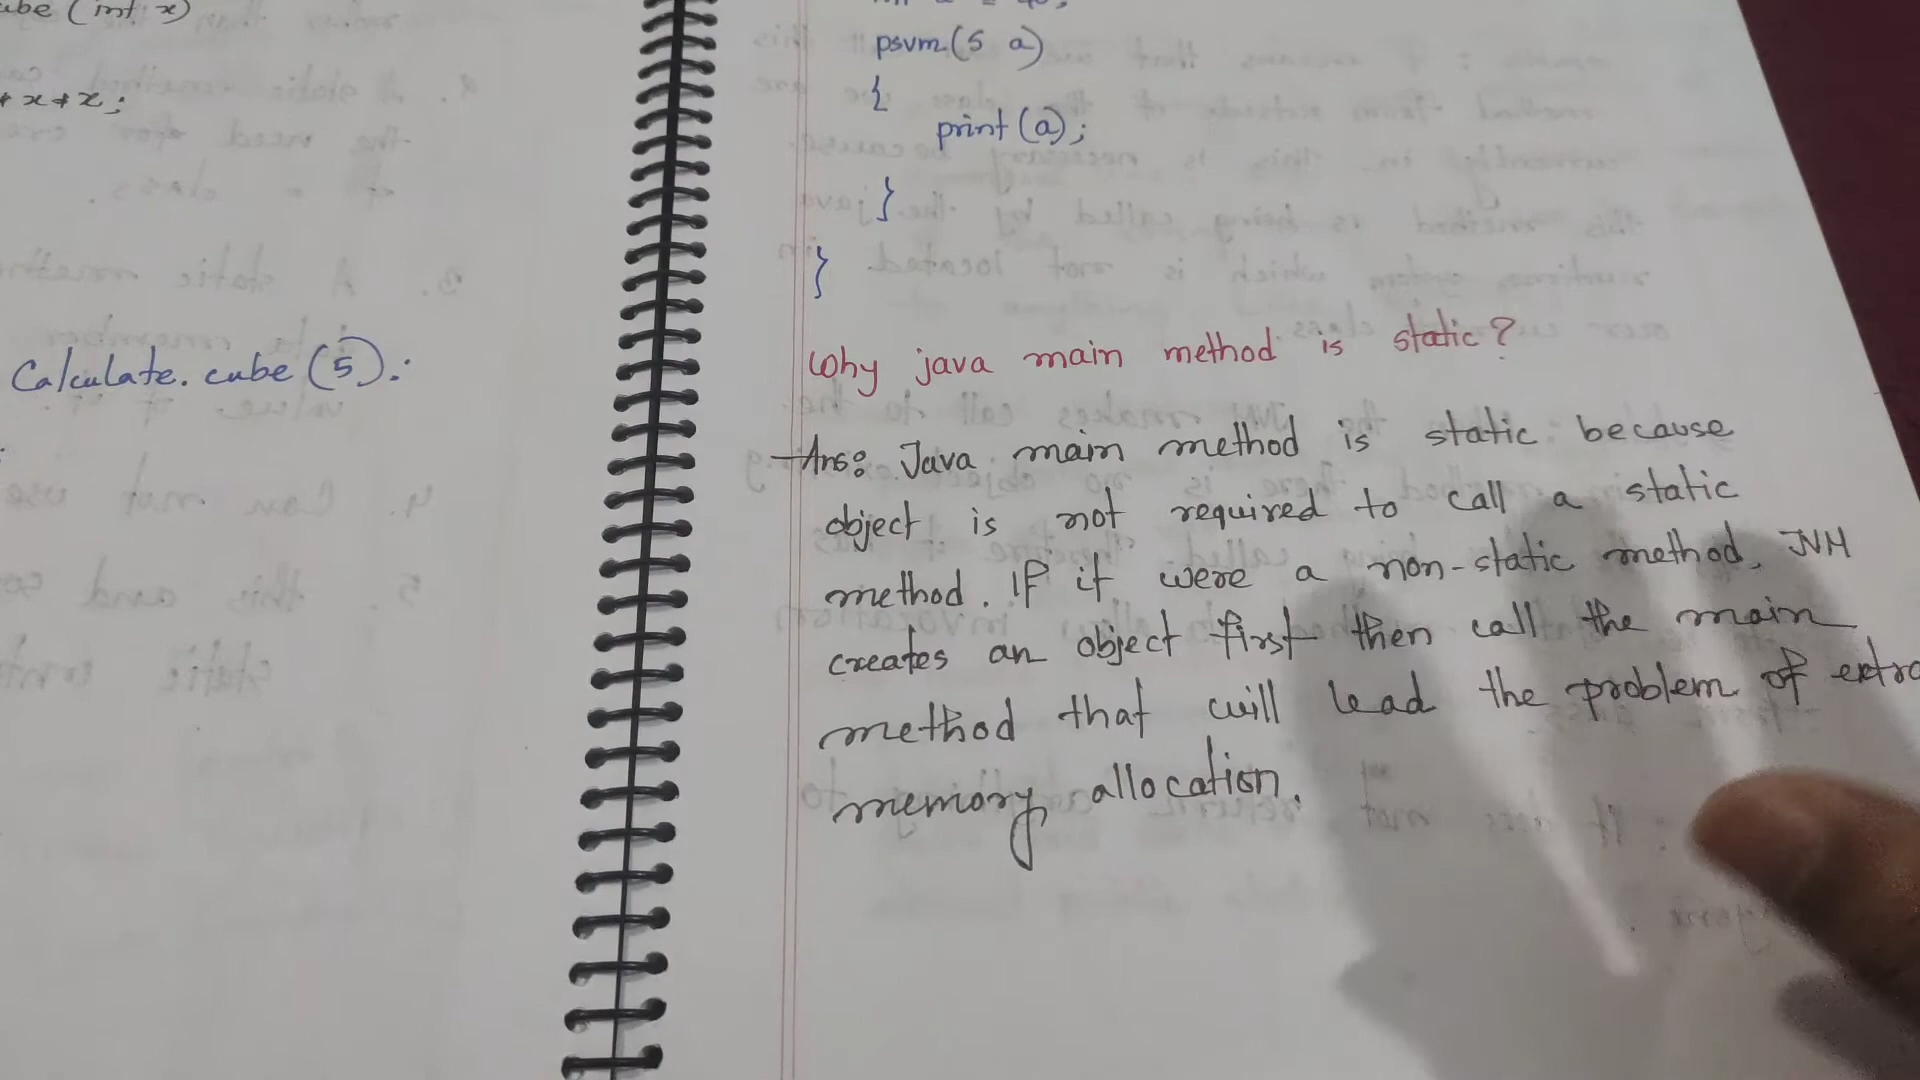 ube (int x)
* x * x;
Calculate. cube (5);
psvm (S a)
{
print (a);
}
}
Why java main method is static?
Ans: Java main method is static because
object is not required to call a static
method. If it were a non-static method, JVM
creates an object first then call the main
method that will lead the problem of extra
memory allocation.